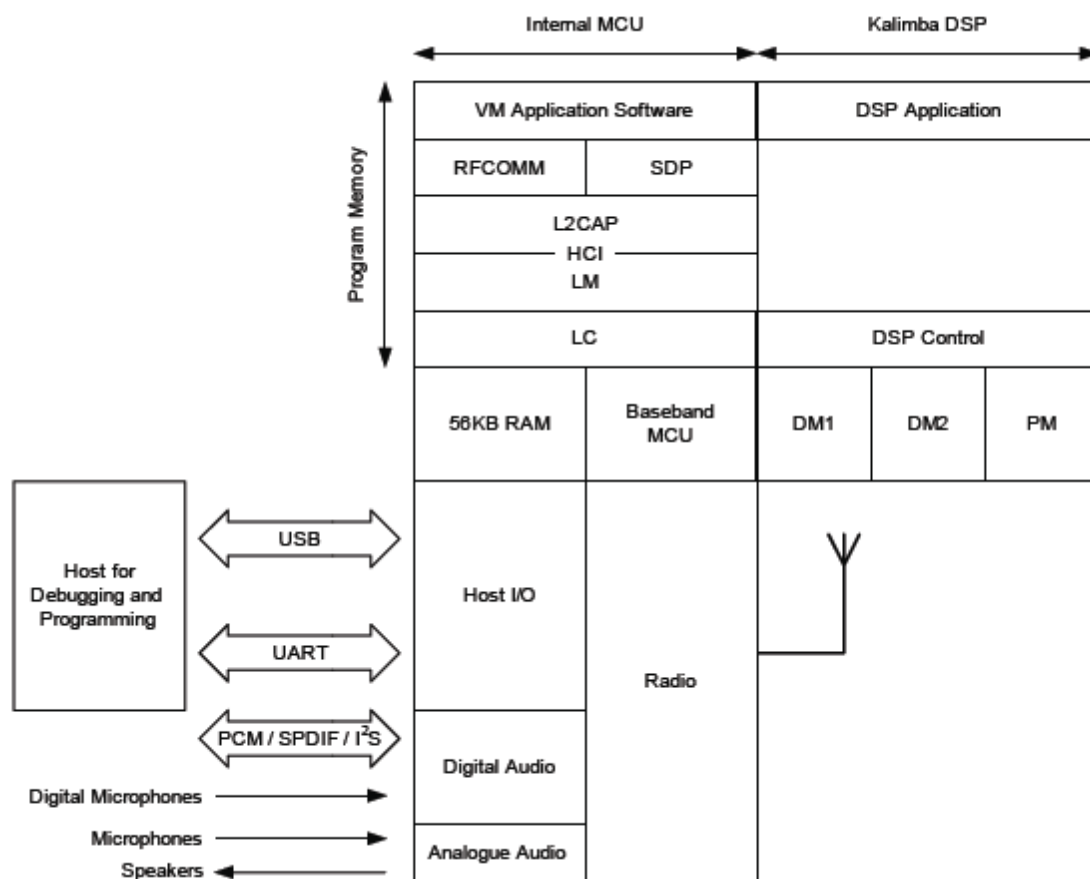 Internal MCU
Kalimba DSP
VM Application Software
DSP Application
Program Memory
RFCOMM
SDP
L2CAP
HCI
LM
LC
DSP Control
56KB RAM
Baseband
MCU
DM1
DM2
PM
Host for
Debugging and
Programming
USB
Host I/O
UART
Radio
PCM / SPDIF / I²S
Digital Audio
Digital Microphones
Microphones
Analogue Audio
Speakers